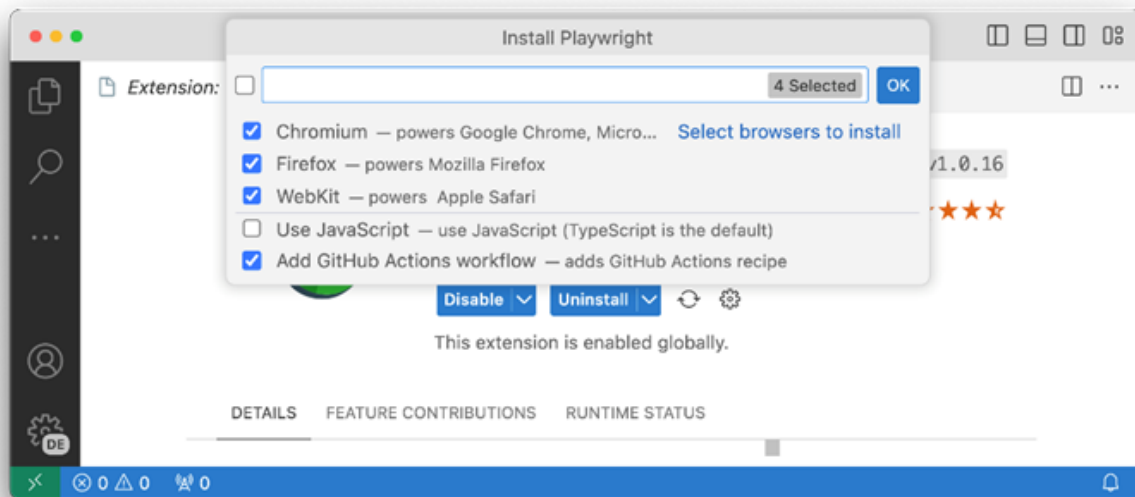 Install Playwright
Extension:
4 Selected
OK
Chromium — powers Google Chrome, Micro...
Select browsers to install
Firefox — powers Mozilla Firefox
WebKit — powers Apple Safari
v1.0.16
Use JavaScript — use JavaScript (TypeScript is the default)
Add GitHub Actions workflow — adds GitHub Actions recipe
Disable
Uninstall
This extension is enabled globally.
DETAILS
FEATURE CONTRIBUTIONS
RUNTIME STATUS
DE
0
0
0